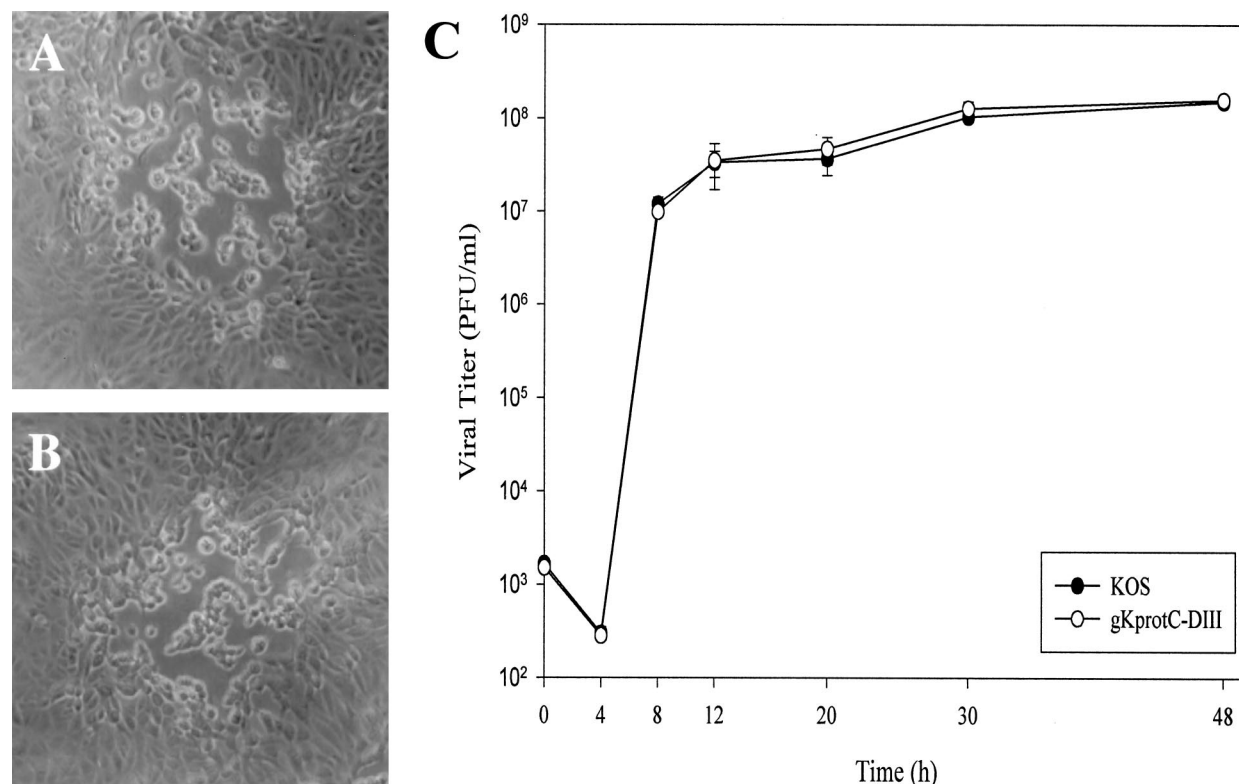 A
B
C
10⁹
10⁸
10⁷
10⁶
10⁵
10⁴
10³
10²
Viral Titer (PFU/ml)
0 4 8 12 20 30 48
Time (h)
KOS
gKprotC-DIII